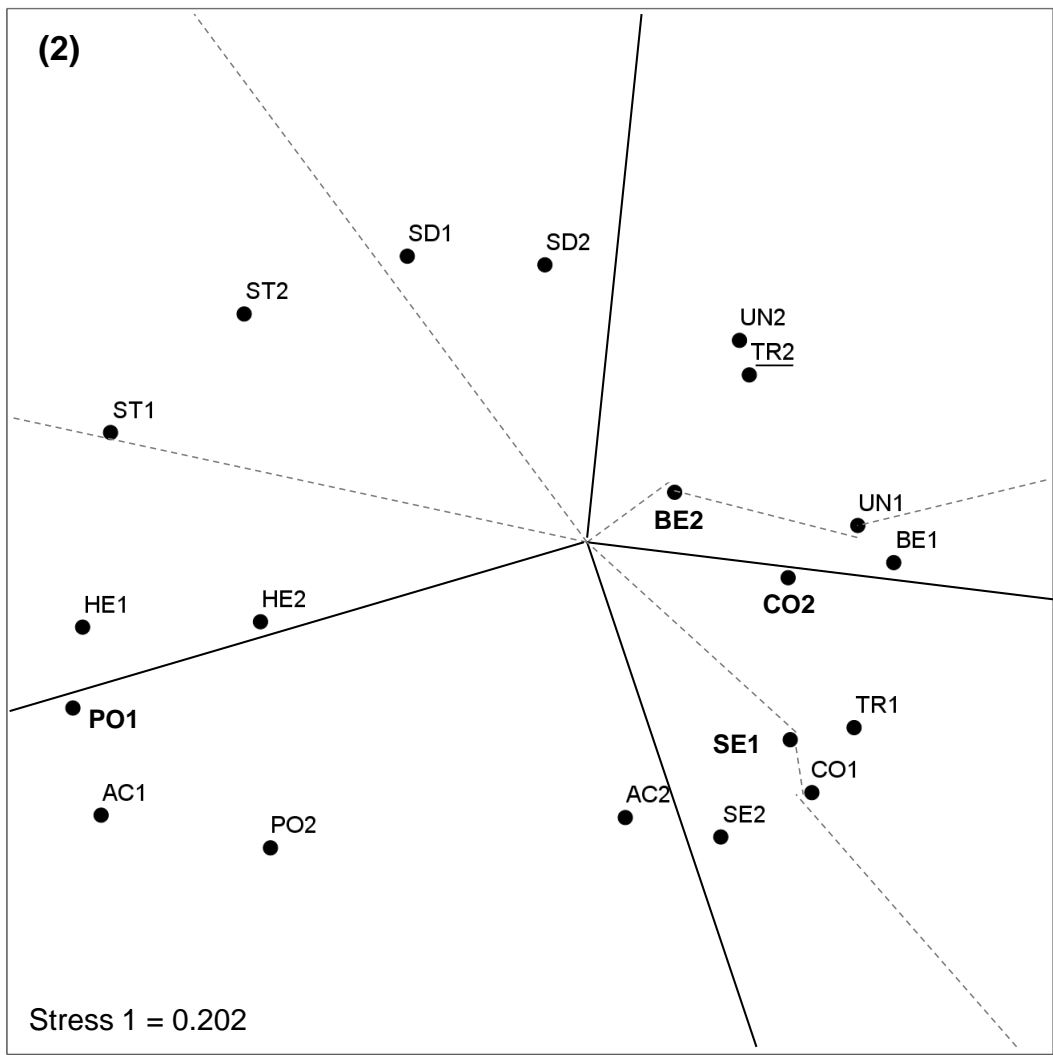 (2)
SD1
SD2
ST2
UN2
TR2
ST1
UN1
BE2
BE1
HE1
HE2
CO2
PO1
TR1
SE1
CO1
AC1
AC2
PO2
SE2
Stress 1 = 0.202